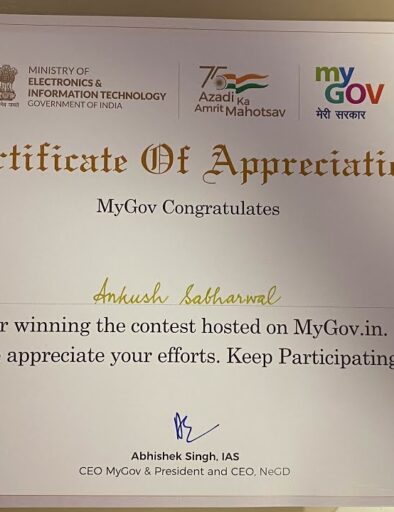 MINISTRY OF
ELECTRONICS &
INFORMATION TECHNOLOGY
GOVERNMENT OF INDIA
75
Azadi Ka
Amrit Mahotsav
my
GOV
मेरी सरकार
rtificate Of Appreciatio
MyGov Congratulates
Ankush Sabharwal
r winning the contest hosted on MyGov.in.
appreciate your efforts. Keep Participating
Abhishek Singh, IAS
CEO MyGov & President and CEO, NeGD